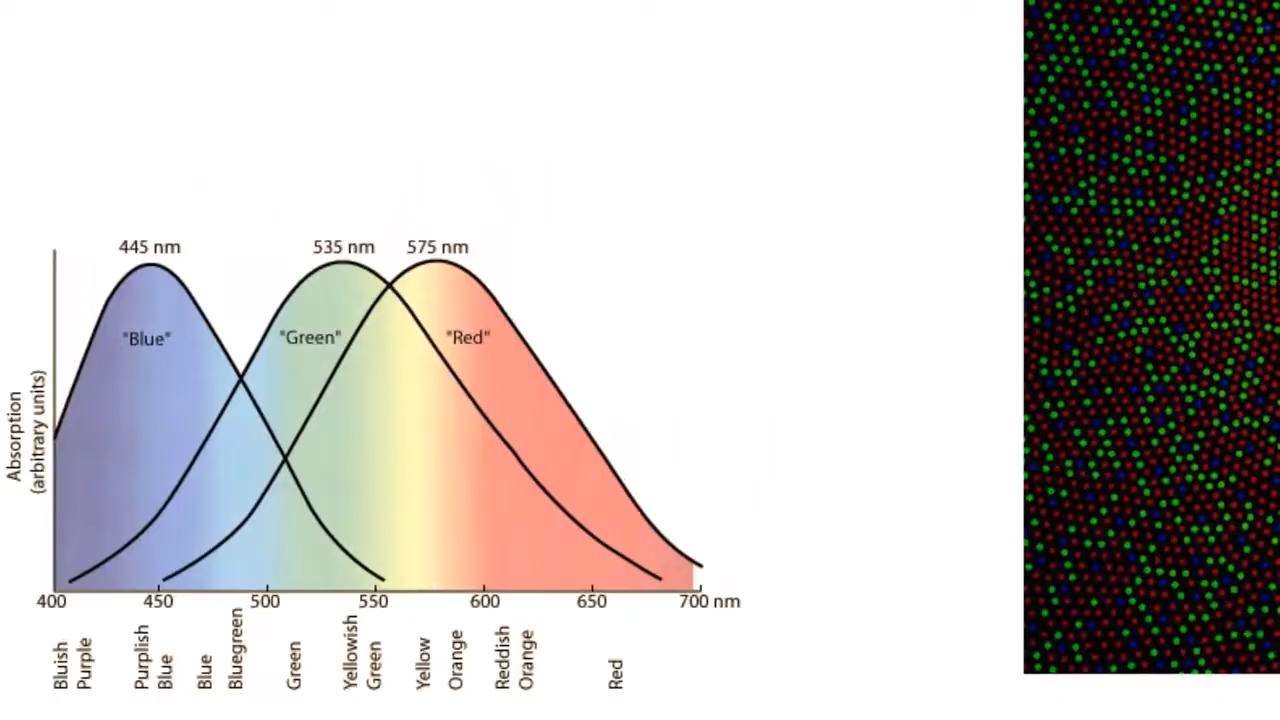 445 nm
535 nm
575 nm
"Blue"
"Green"
"Red"
Absorption
(arbitrary units)
400
450
500
550
600
650
700 nm
Bluish
Purple
Purplish
Blue
Blue
Bluegreen
Green
Yellowish
Green
Yellow
Orange
Reddish
Orange
Red